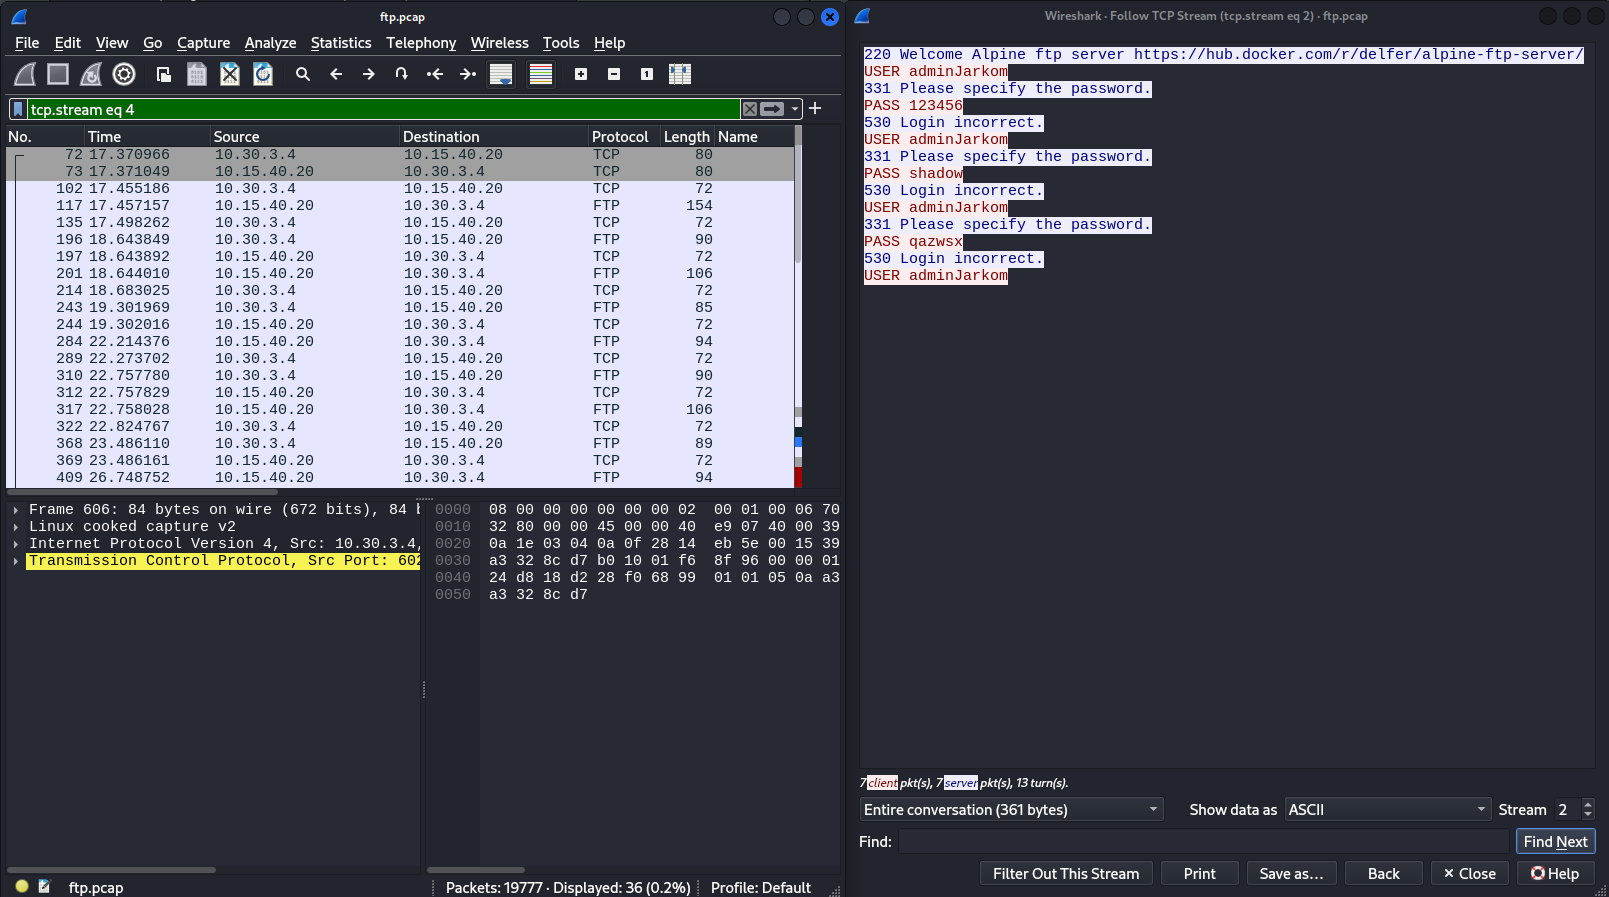 ftp.pcap
File Edit View Go Capture Analyze Statistics Telephony Wireless Tools Help
tcp.stream eq 4
No. Time Source Destination Protocol Length Name
72 17.370966 10.30.3.4 10.15.40.20 TCP 80
73 17.371049 10.15.40.20 10.30.3.4 TCP 80
102 17.455186 10.30.3.4 10.15.40.20 TCP 72
117 17.457157 10.15.40.20 10.30.3.4 FTP 154
135 17.498262 10.30.3.4 10.15.40.20 TCP 72
196 18.643849 10.30.3.4 10.15.40.20 FTP 90
197 18.643892 10.15.40.20 10.30.3.4 TCP 72
201 18.644010 10.15.40.20 10.30.3.4 FTP 106
214 18.683025 10.30.3.4 10.15.40.20 TCP 72
243 19.301969 10.30.3.4 10.15.40.20 FTP 85
244 19.302016 10.15.40.20 10.30.3.4 TCP 72
284 22.214376 10.15.40.20 10.30.3.4 FTP 94
289 22.273702 10.30.3.4 10.15.40.20 TCP 72
310 22.757780 10.30.3.4 10.15.40.20 FTP 90
312 22.757829 10.15.40.20 10.30.3.4 TCP 72
317 22.758028 10.15.40.20 10.30.3.4 FTP 106
322 22.824767 10.30.3.4 10.15.40.20 TCP 72
368 23.486110 10.30.3.4 10.15.40.20 FTP 89
369 23.486161 10.15.40.20 10.30.3.4 TCP 72
409 26.748752 10.15.40.20 10.30.3.4 FTP 94
Frame 606: 84 bytes on wire (672 bits), 84 b
Linux cooked capture v2
Internet Protocol Version 4, Src: 10.30.3.4,
Transmission Control Protocol, Src Port: 602
0000 08 00 00 00 00 00 00 02 00 01 00 06 70
0010 32 80 00 00 45 00 00 40 e9 07 40 00 39
0020 0a 1e 03 04 0a 0f 28 14 eb 5e 00 15 39
0030 a3 32 8c d7 b0 10 01 f6 8f 96 00 00 01
0040 24 d8 18 d2 28 f0 68 99 01 01 05 0a a3
0050 a3 32 8c d7
ftp.pcap
Packets: 19777 · Displayed: 36 (0.2%)
Profile: Default
Wireshark · Follow TCP Stream (tcp.stream eq 2) · ftp.pcap
220 Welcome Alpine ftp server https://hub.docker.com/r/delfer/alpine-ftp-server/
USER adminJarkom
331 Please specify the password.
PASS 123456
530 Login incorrect.
USER adminJarkom
331 Please specify the password.
PASS shadow
530 Login incorrect.
USER adminJarkom
331 Please specify the password.
PASS qazwsx
530 Login incorrect.
USER adminJarkom
7 client pkt(s), 7 server pkt(s), 13 turn(s).
Entire conversation (361 bytes)
Show data as ASCII
Stream 2
Find:
Find Next
Filter Out This Stream
Print
Save as…
Back
× Close
Help